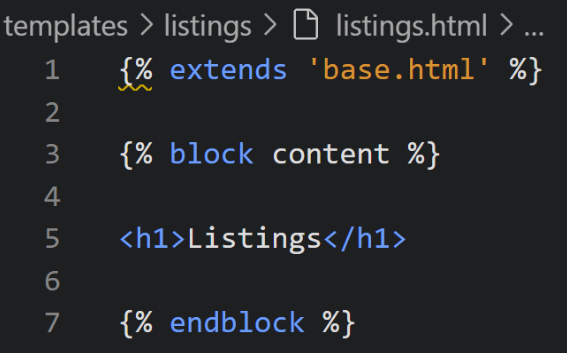 templates > listings > listings.html > ...
1 {% extends 'base.html' %}
2
3 {% block content %}
4
5 <h1>Listings</h1>
6
7 {% endblock %}